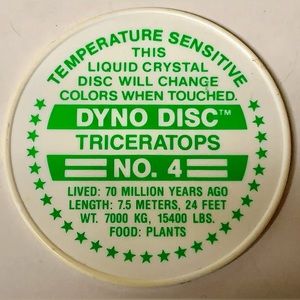 TEMPERATURE SENSITIVE
THIS
LIQUID CRYSTAL
DISC WILL CHANGE
COLORS WHEN TOUCHED.
DYNO DISC™
TRICERATOPS
NO. 4
LIVED: 70 MILLION YEARS AGO
LENGTH: 7.5 METERS, 24 FEET
WT. 7000 KG, 15400 LBS.
FOOD: PLANTS